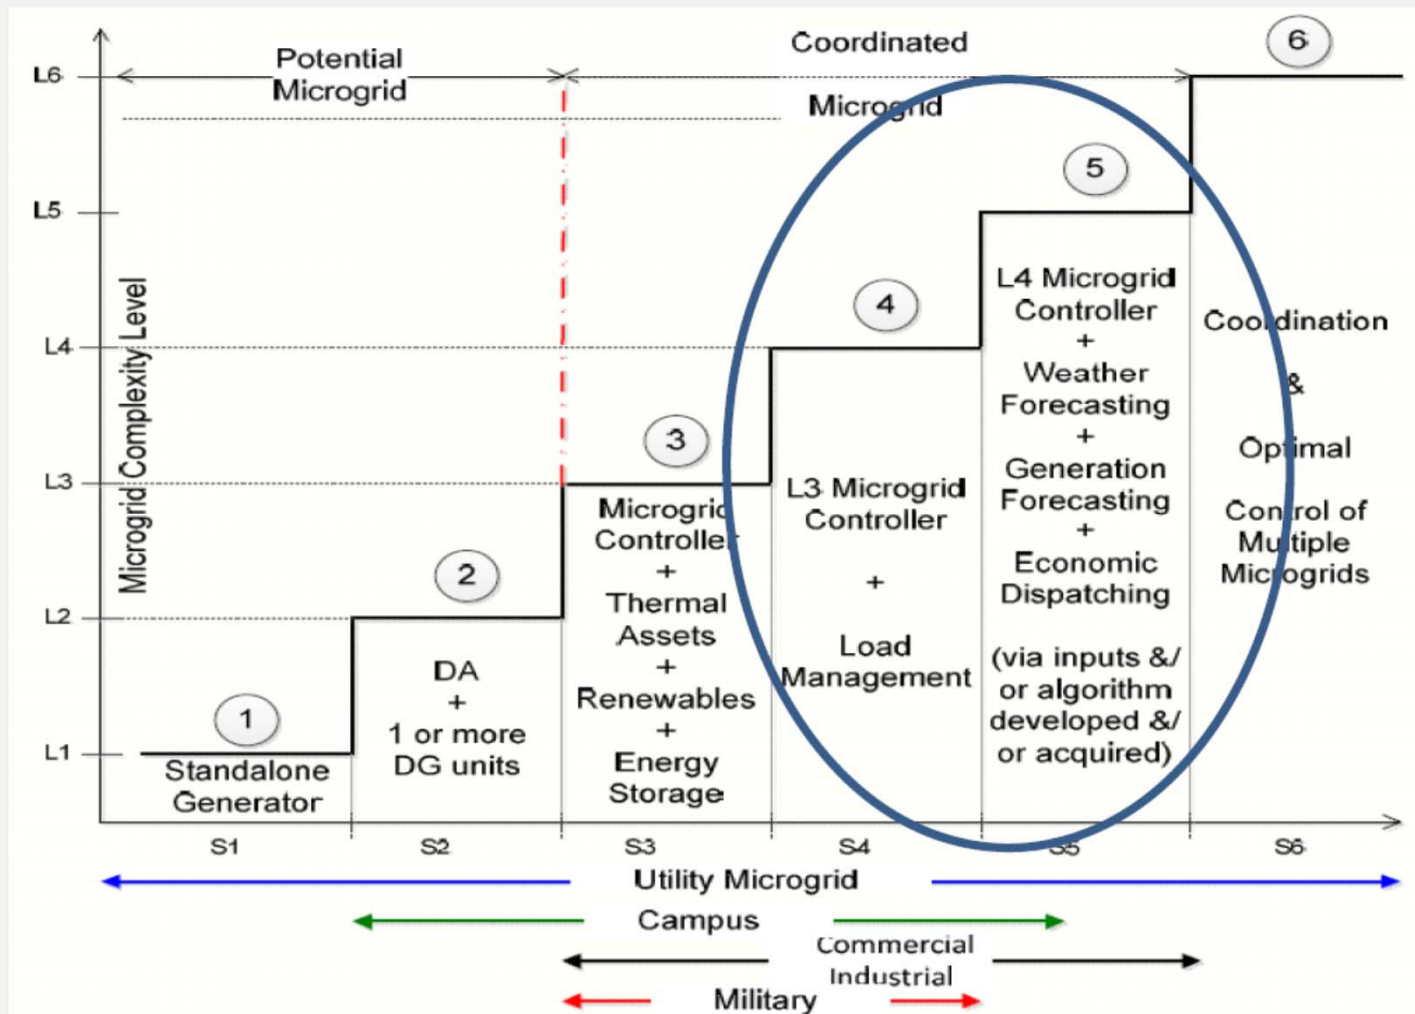 Potential
Microgrid
Coordinated
Microgrid
6
L6
5
L5
4
L4
3
L3
2
L2
1
L1
Microgrid Complexity Level
Standalone
Generator
DA
+
1 or more
DG units
Microgrid
Controller
+
Thermal
Assets
+
Renewables
+
Energy
Storage
L3 Microgrid
Controller
+
Load
Management
L4 Microgrid
Controller
+
Weather
Forecasting
+
Generation
Forecasting
+
Economic
Dispatching
(via inputs &/
or algorithm
developed &/
or acquired)
Coordination
&
Optimal
Control of
Multiple
Microgrids
S1 S2 S3 S4 S5 S6
Utility Microgrid
Campus
Commercial
Industrial
Military